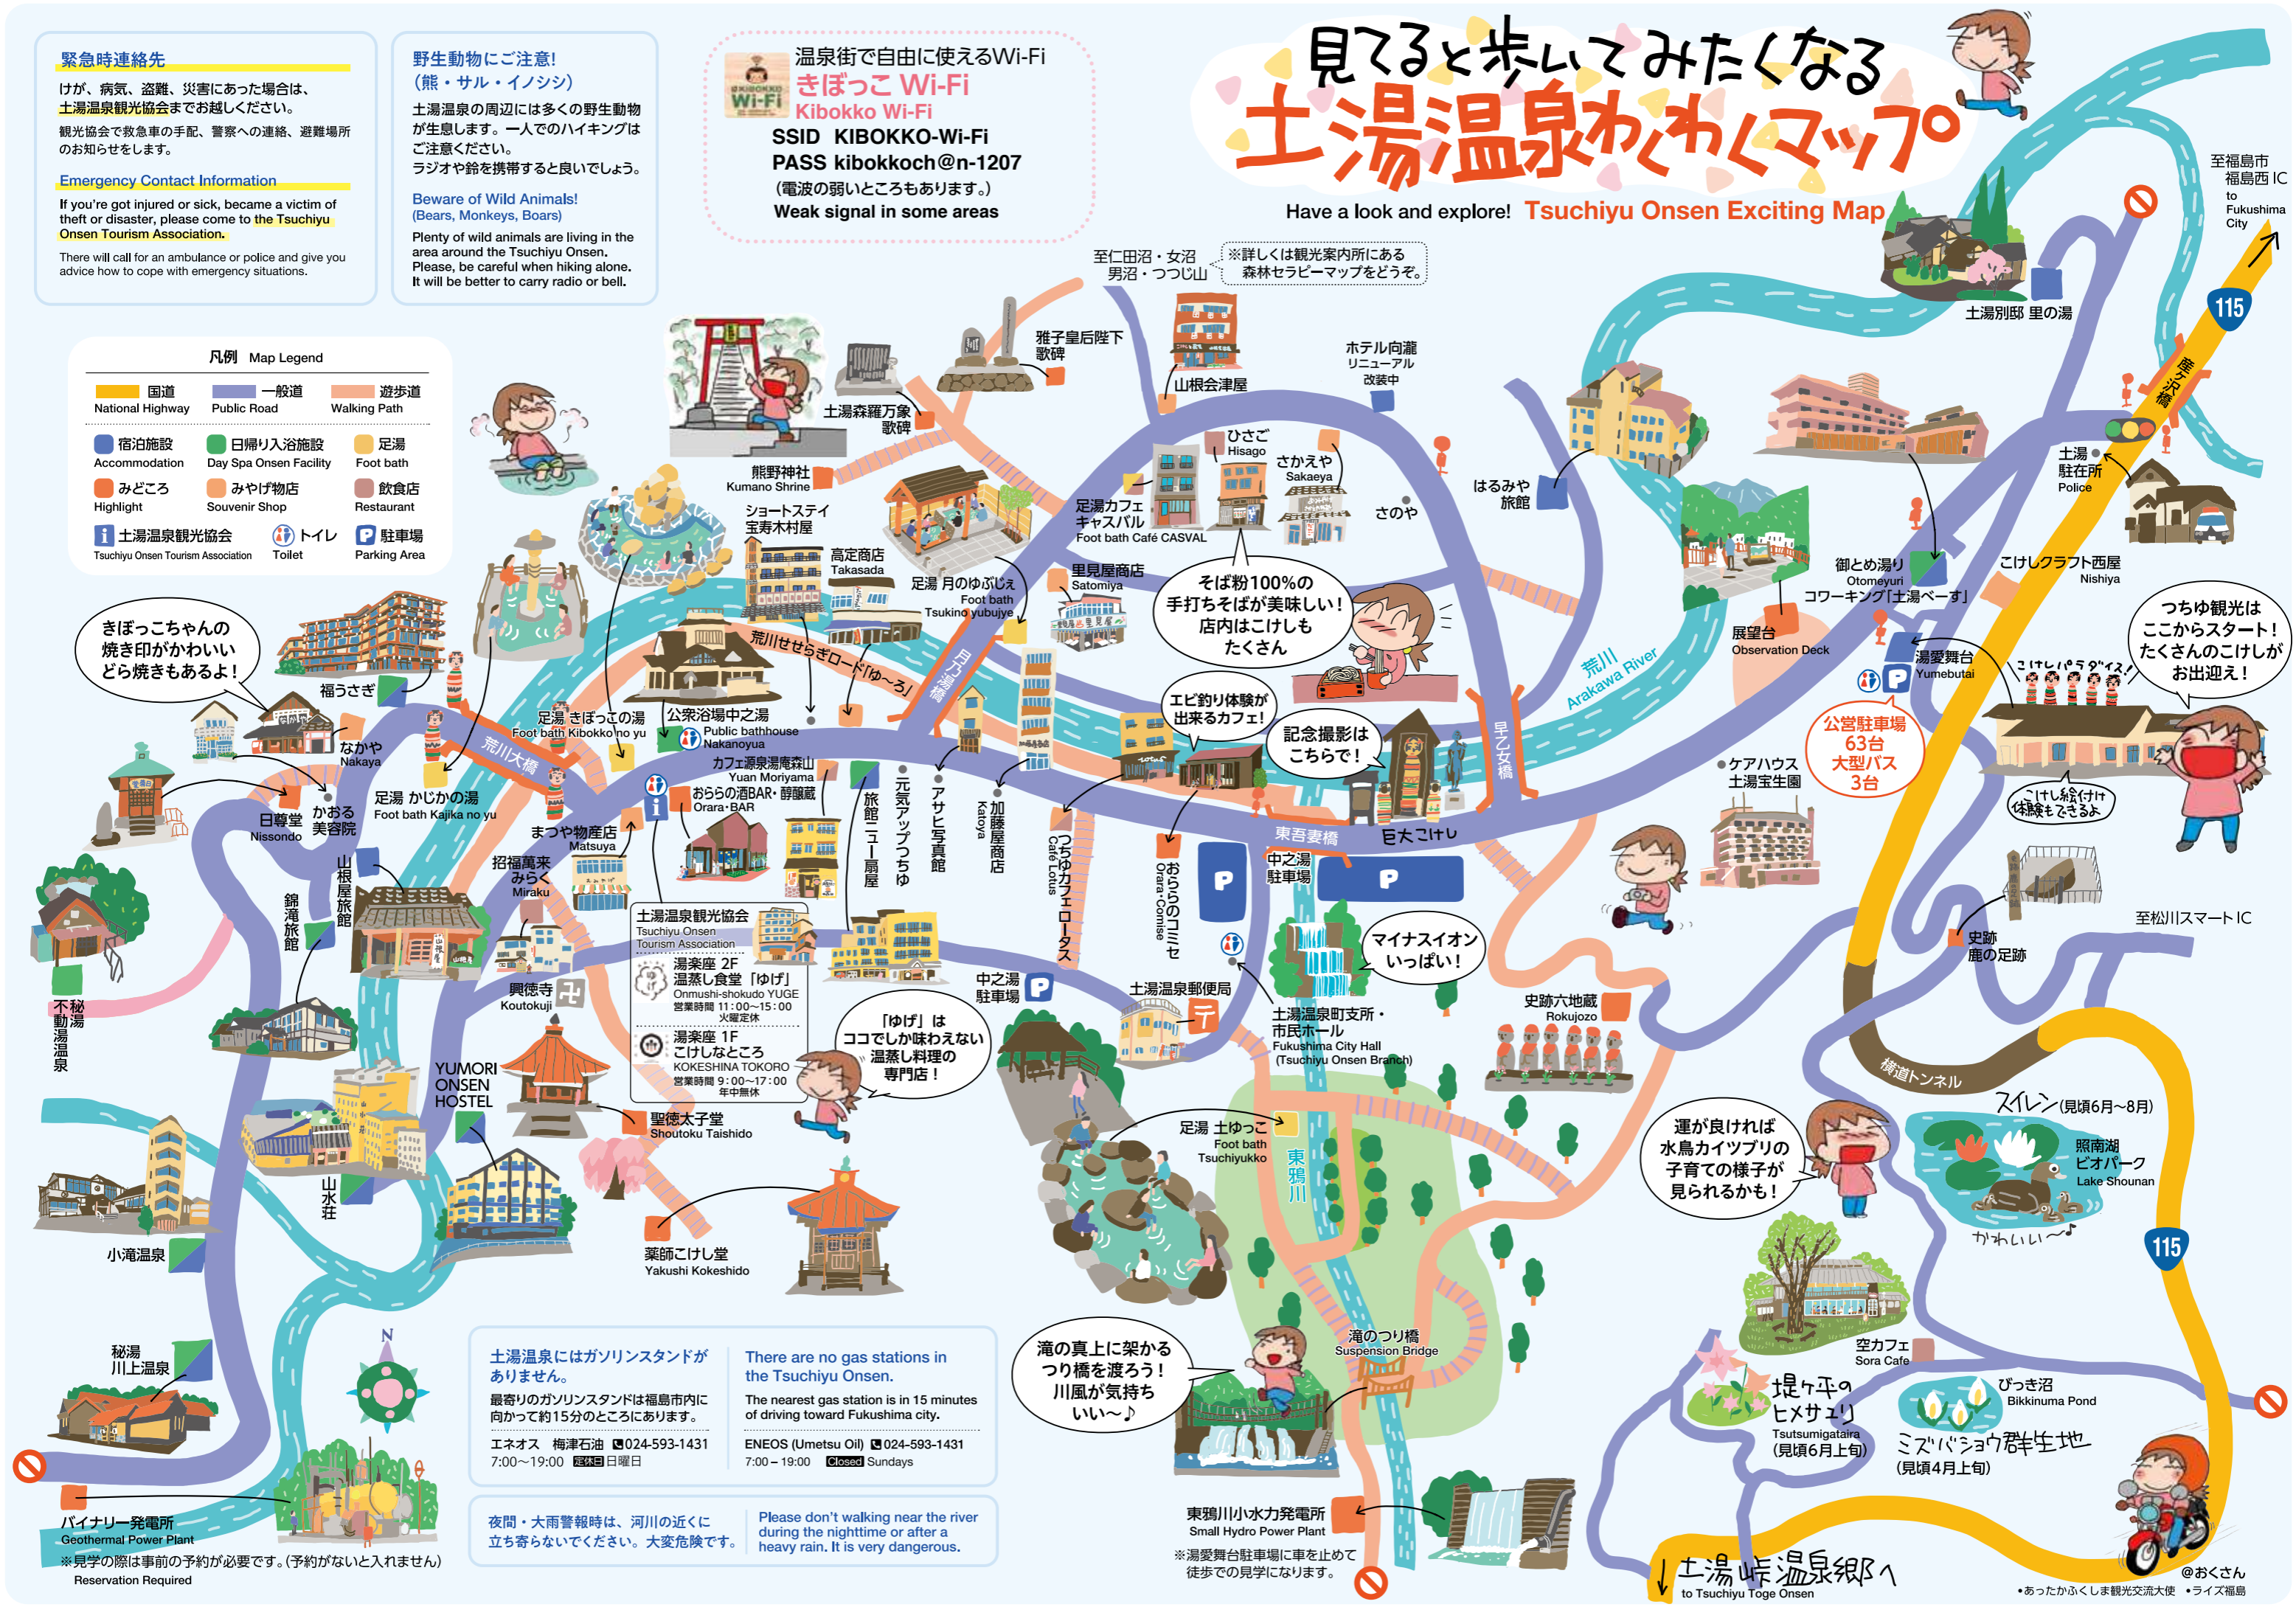 見てると歩いてみたくなる
土湯温泉わくわくマップ
Have a look and explore! Tsuchiyu Onsen Exciting Map
緊急時連絡先
けが、病気、盗難、災害にあった場合は、
土湯温泉観光協会までお越しください。
観光協会で救急車の手配、警察への連絡、避難場所
のお知らせをします。
Emergency Contact Information
If you're got injured or sick, became a victim of
theft or disaster, please come to the Tsuchiyu
Onsen Tourism Association.
There will call for an ambulance or police and give you
advice how to cope with emergency situations.
野生動物にご注意!
(熊・サル・イノシシ)
土湯温泉の周辺には多くの野生動物
が生息します。一人でのハイキングは
ご注意ください。
ラジオや鈴を携帯すると良いでしょう。
Beware of Wild Animals!
(Bears, Monkeys, Boars)
Plenty of wild animals are living in the
area around the Tsuchiyu Onsen.
Please, be careful when hiking alone.
It will be better to carry radio or bell.
KIBOKKO
Wi-Fi
温泉街で自由に使えるWi-Fi
きぼっこ Wi-Fi
Kibokko Wi-Fi
SSID KIBOKKO-Wi-Fi
PASS kibokkoch@n-1207
(電波の弱いところもあります。)
Weak signal in some areas
凡例 Map Legend
国道
National Highway
一般道
Public Road
遊歩道
Walking Path
宿泊施設
Accommodation
日帰り入浴施設
Day Spa Onsen Facility
足湯
Foot bath
みどころ
Highlight
みやげ物店
Souvenir Shop
飲食店
Restaurant
i 土湯温泉観光協会
Tsuchiyu Onsen Tourism Association
トイレ
Toilet
P 駐車場
Parking Area
至仁田沼・女沼
男沼・つつじ山
※詳しくは観光案内所にある
森林セラピーマップをどうぞ。
至福島市
福島西 IC
to
Fukushima
City
115
産ヶ沢橋
土湯別邸 里の湯
雅子皇后陛下
歌碑
土湯森羅万象
歌碑
熊野神社
Kumano Shrine
山根会津屋
ホテル向瀧
リニューアル
改装中
ひさご
Hisago
さかえや
Sakaeya
さのや
足湯カフェ
キャスバル
Foot bath Café CASVAL
はるみや
旅館
土湯
駐在所
Police
ショートステイ
宝寿木村屋
高定商店
Takasada
足湯 月のゆぶじぇ
Foot bath
Tsukino yubujye
里見屋商店
Satomiya
そば粉100%の
手打ちそばが美味しい!
店内はこけしも
たくさん
御とめ湯り
Otomeyuri
コワーキング「土湯べーす」
こけしクラフト西屋
Nishiya
展望台
Observation Deck
湯愛舞台
Yumebutai
P
公営駐車場
63台
大型バス
3台
こけしパラダイス!
つちゆ観光は
ここからスタート!
たくさんのこけしが
お出迎え!
こけし絵付け
体験もできるよ
荒川
Arakawa River
きぼっこちゃんの
焼き印がかわいい
どら焼きもあるよ!
福うさぎ
なかや
Nakaya
日尊堂
Nissondo
かおる
美容院
足湯 かじかの湯
Foot bath Kajika no yu
荒川大橋
足湯 きぼっこの湯
Foot bath Kibokko no yu
公衆浴場中之湯
Public bathhouse
Nakanoyua
荒川せせらぎロード「ゆ〜ろ」
月乃湯橋
カフェ源泉湯庵森山
Yuan Moriyama
おららの酒BAR・醇醸蔵
Orara・BAR
まつや物産店
Matsuya
招福萬来
みらく
Miraku
旅館ニュー扇屋
元気アップつちゆ
アサヒ写真館
加藤屋商店
Katoya
つちゆカフェロータス
Café Lotus
エビ釣り体験が
出来るカフェ!
おららのコミセ
Orara・Comise
記念撮影は
こちらで!
巨大こけし
東吾妻橋
早乙女橋
中之湯
駐車場
P
P
ケアハウス
土湯宝生園
史跡
鹿の足跡
至松川スマートIC
横道トンネル
秘湯
不動湯温泉
山根屋旅館
錦滝旅館
興徳寺
Koutokuji
土湯温泉観光協会
Tsuchiyu Onsen
Tourism Association
湯楽座 2F
温蒸し食堂「ゆげ」
Onmushi-shokudo YUGE
営業時間 11:00〜15:00
火曜定休
湯楽座 1F
こけしなところ
KOKESHINA TOKORO
営業時間 9:00〜17:00
年中無休
「ゆげ」は
ココでしか味わえない
温蒸し料理の
専門店!
中之湯
駐車場
P
土湯温泉郵便局
マイナスイオン
いっぱい!
土湯温泉町支所・
市民ホール
Fukushima City Hall
(Tsuchiyu Onsen Branch)
史跡六地蔵
Rokujozo
YUMORI
ONSEN
HOSTEL
聖徳太子堂
Shoutoku Taishido
薬師こけし堂
Yakushi Kokeshido
山水荘
小滝温泉
足湯 土ゆっこ
Foot bath
Tsuchiyukko
東鴉川
運が良ければ
水鳥カイツブリの
子育ての様子が
見られるかも!
スイレン(見頃6月〜8月)
照南湖
ビオパーク
Lake Shounan
かわいい〜♪
115
空カフェ
Sora Cafe
堤ヶ平の
ヒメサユリ
Tsutsumigataira
(見頃6月上旬)
びっき沼
Bikkinuma Pond
ミズバショウ群生地
(見頃4月上旬)
秘湯
川上温泉
バイナリー発電所
Geothermal Power Plant
※見学の際は事前の予約が必要です。(予約がないと入れません)
Reservation Required
N
土湯温泉にはガソリンスタンドが
ありません。
最寄りのガソリンスタンドは福島市内に
向かって約15分のところにあります。
エネオス 梅津石油 024-593-1431
7:00〜19:00 定休日 日曜日
There are no gas stations in
the Tsuchiyu Onsen.
The nearest gas station is in 15 minutes
of driving toward Fukushima city.
ENEOS (Umetsu Oil) 024-593-1431
7:00 – 19:00 Closed Sundays
夜間・大雨警報時は、河川の近くに
立ち寄らないでください。大変危険です。
Please don't walking near the river
during the nighttime or after a
heavy rain. It is very dangerous.
滝の真上に架かる
つり橋を渡ろう!
川風が気持ち
いい〜♪
滝のつり橋
Suspension Bridge
東鴉川小水力発電所
Small Hydro Power Plant
※湯愛舞台駐車場に車を止めて
徒歩での見学になります。
土湯峠温泉郷へ
to Tsuchiyu Toge Onsen
@おくさん
•あったかふくしま観光交流大使 •ライズ福島